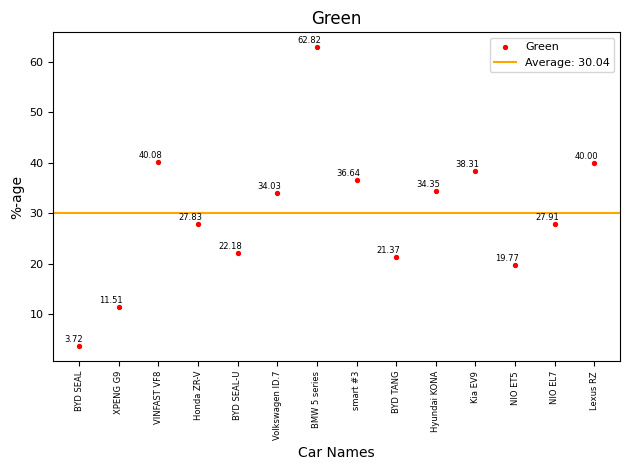 Green
Green
Average: 30.04
%-age
60
50
40
30
20
10
3.72
11.51
40.08
27.83
22.18
34.03
62.82
36.64
21.37
34.35
38.31
19.77
27.91
40.00
BYD SEAL
XPENG G9
VINFAST VF8
Honda ZR-V
BYD SEAL-U
Volkswagen ID.7
BMW 5 series
smart #3
BYD TANG
Hyundai KONA
Kia EV9
NIO ET5
NIO EL7
Lexus RZ
Car Names